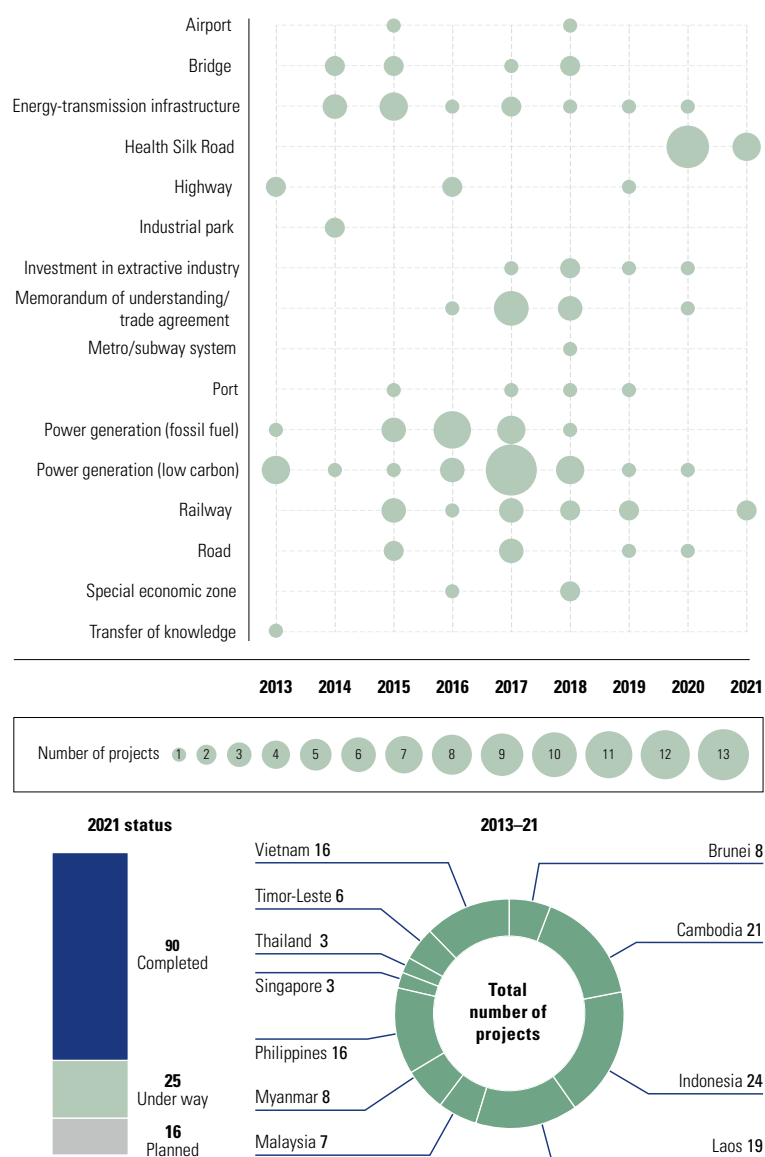 Airport
Bridge
Energy-transmission infrastructure
Health Silk Road
Highway
Industrial park
Investment in extractive industry
Memorandum of understanding/
trade agreement
Metro/subway system
Port
Power generation (fossil fuel)
Power generation (low carbon)
Railway
Road
Special economic zone
Transfer of knowledge
2013 2014 2015 2016 2017 2018 2019 2020 2021
Number of projects 1 2 3 4 5 6 7 8 9 10 11 12 13
2021 status
90
Completed
25
Under way
16
Planned
2013–21
Vietnam 16
Timor-Leste 6
Thailand 3
Singapore 3
Philippines 16
Myanmar 8
Malaysia 7
Total
number of
projects
Brunei 8
Cambodia 21
Indonesia 24
Laos 19